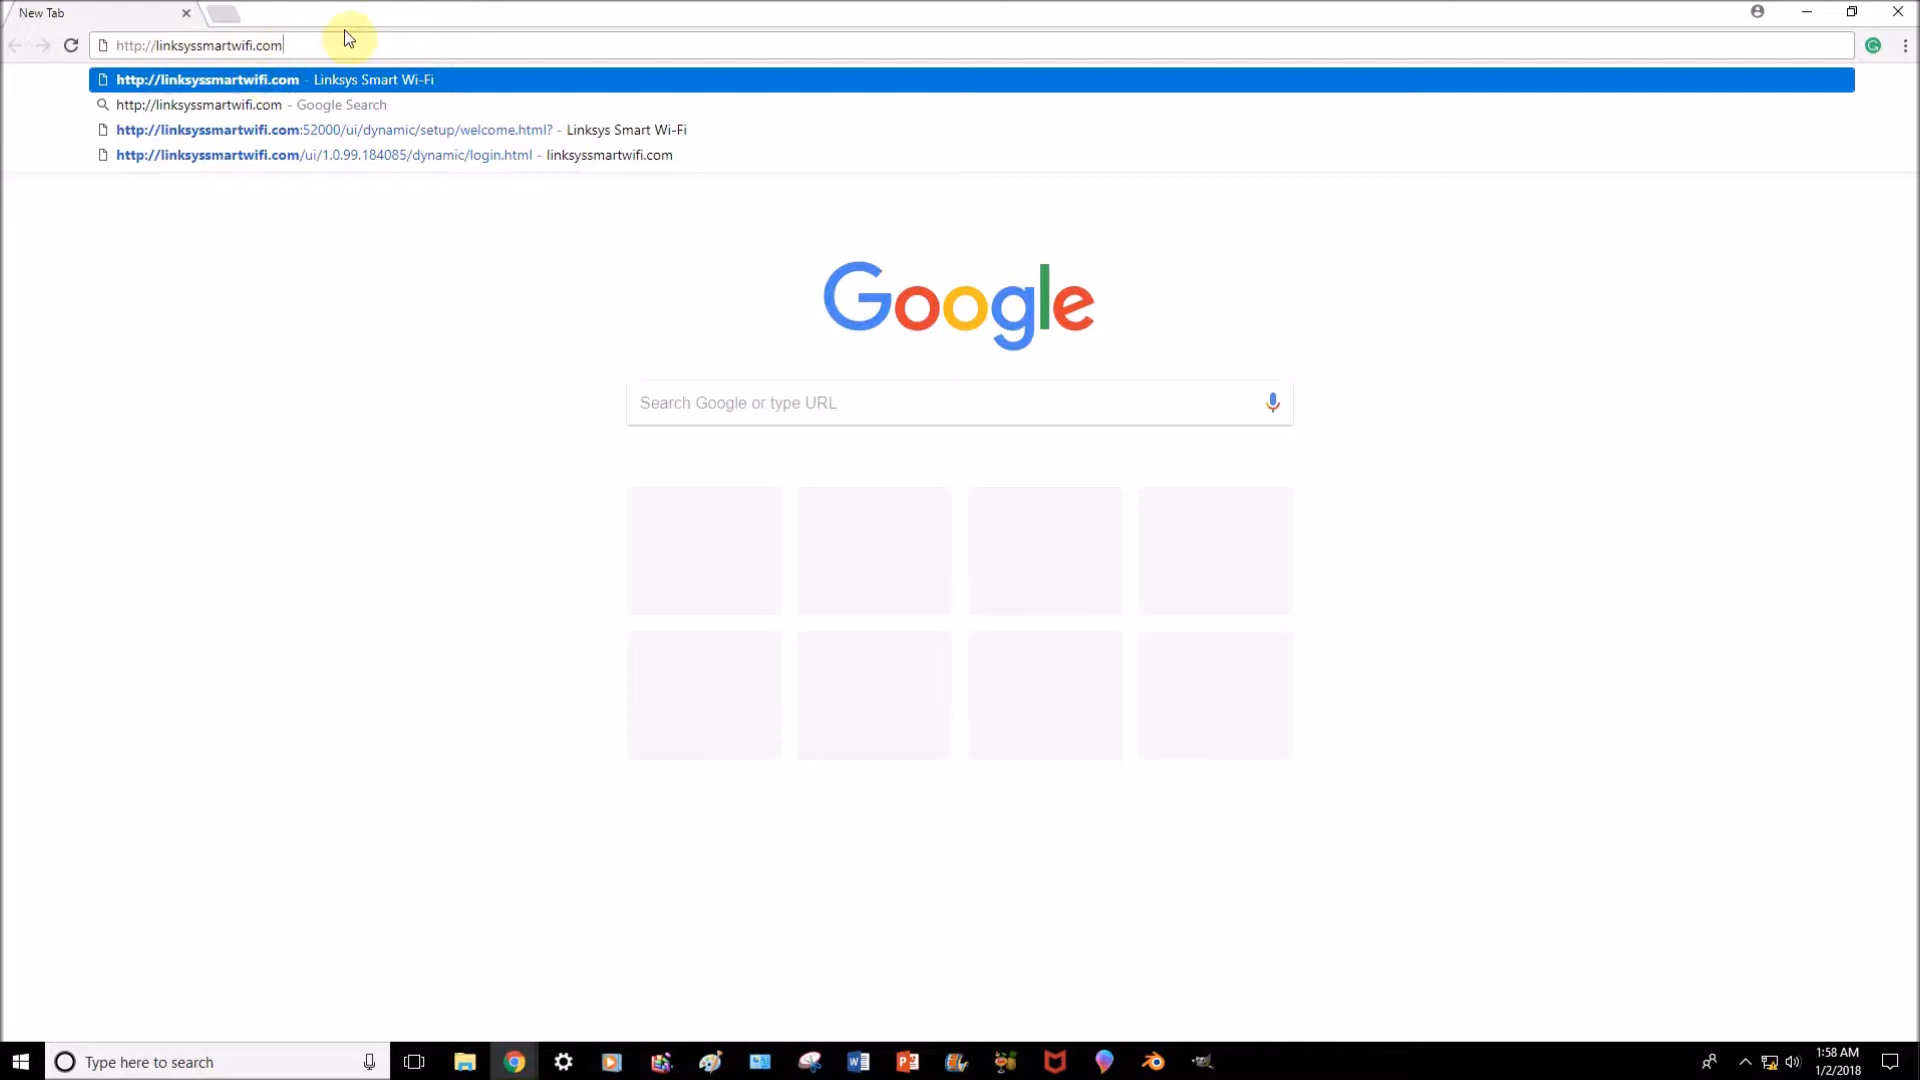 New Tab
http://linksyssmartwifi.com
http://linksyssmartwifi.com - Linksys Smart Wi-Fi
http://linksyssmartwifi.com - Google Search
http://linksyssmartwifi.com:52000/ui/dynamic/setup/welcome.html? - Linksys Smart Wi-Fi
http://linksyssmartwifi.com/ui/1.0.99.184085/dynamic/login.html - linksyssmartwifi.com
Google
Search Google or type URL
Type here to search
1:58 AM
1/2/2018